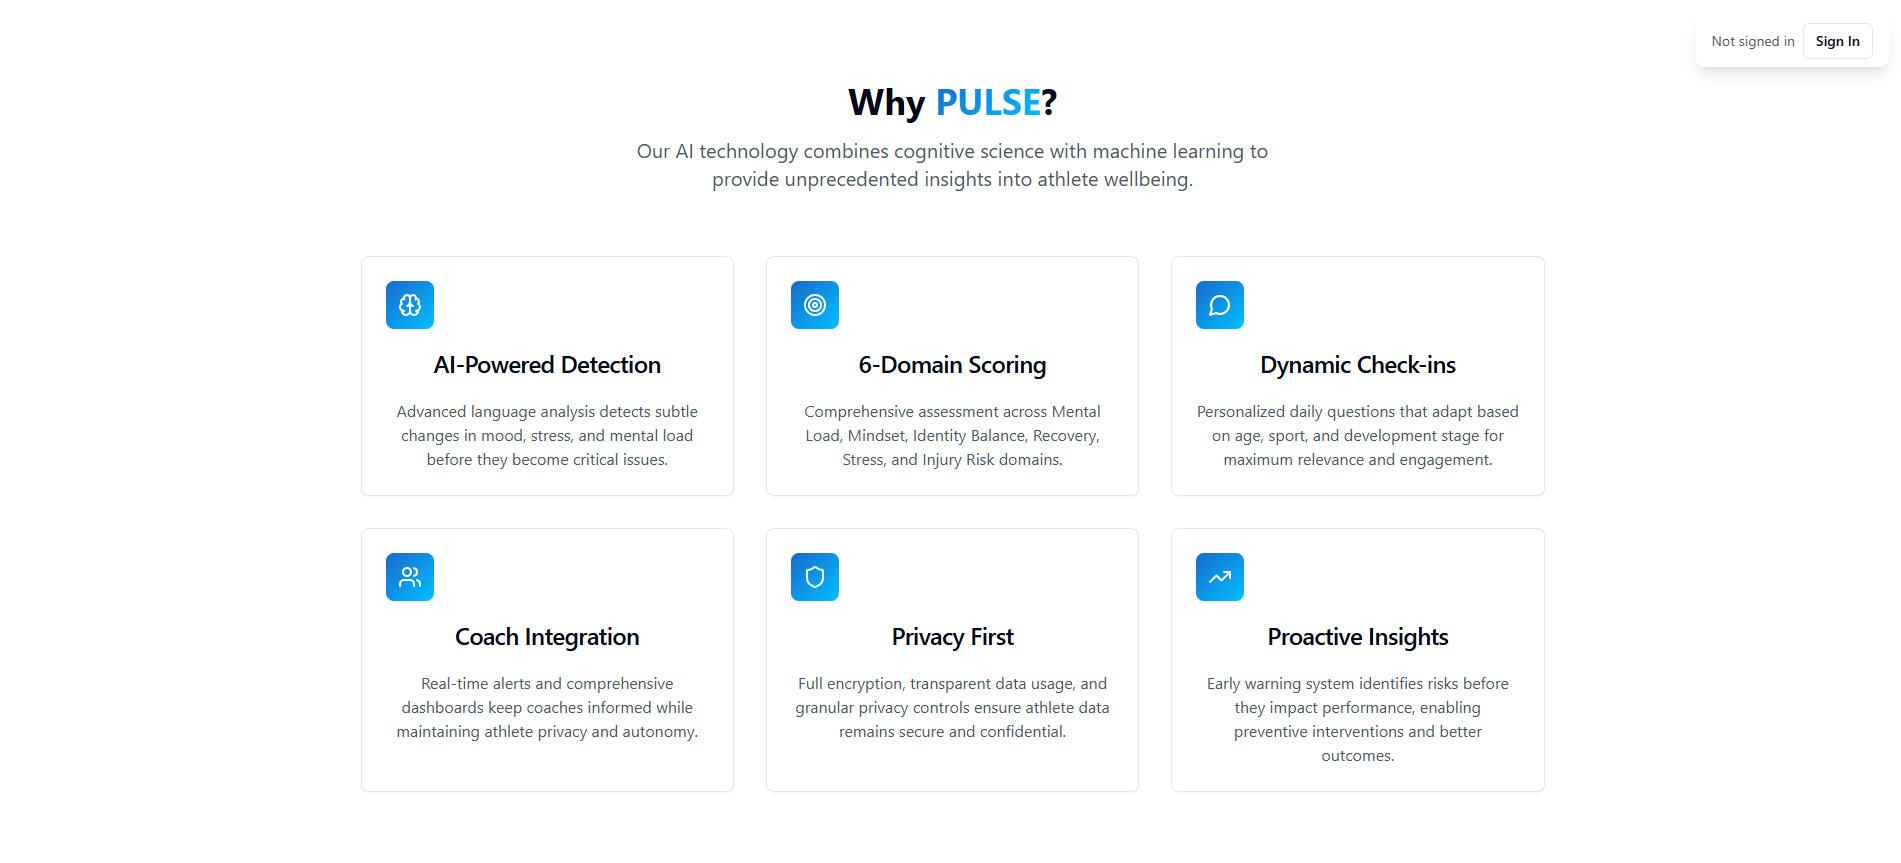 Not signed in
Sign In
Why PULSE?
Our AI technology combines cognitive science with machine learning to
provide unprecedented insights into athlete wellbeing.
AI-Powered Detection
Advanced language analysis detects subtle
changes in mood, stress, and mental load
before they become critical issues.
6-Domain Scoring
Comprehensive assessment across Mental
Load, Mindset, Identity Balance, Recovery,
Stress, and Injury Risk domains.
Dynamic Check-ins
Personalized daily questions that adapt based
on age, sport, and development stage for
maximum relevance and engagement.
Coach Integration
Real-time alerts and comprehensive
dashboards keep coaches informed while
maintaining athlete privacy and autonomy.
Privacy First
Full encryption, transparent data usage, and
granular privacy controls ensure athlete data
remains secure and confidential.
Proactive Insights
Early warning system identifies risks before
they impact performance, enabling
preventive interventions and better
outcomes.